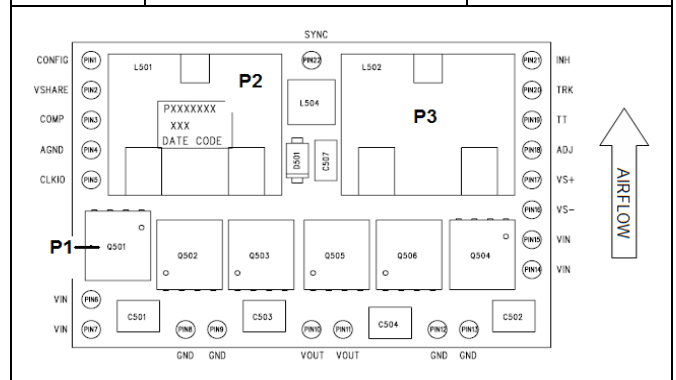 SYNC
CONFIG PIN1 L501 P2 PIN22 L502 PIN21 INH
VSHARE PIN2 L504 PIN20 TRK
PXXXXXXX
XXX
DATE CODE
P3
COMP PIN3 PIN19 TT
AGND PIN4 D501 C507 PIN18 ADJ
CLKIO PIN5 PIN17 VS+
PIN16 VS-
AIRFLOW
P1 Q501 Q502 Q503 Q505 Q506 Q504 PIN15 VIN
PIN14 VIN
VIN PIN6
VIN PIN7 C501 PIN8 PIN9 C503 PIN10 PIN11 C504 PIN12 PIN13 C502
GND GND VOUT VOUT GND GND